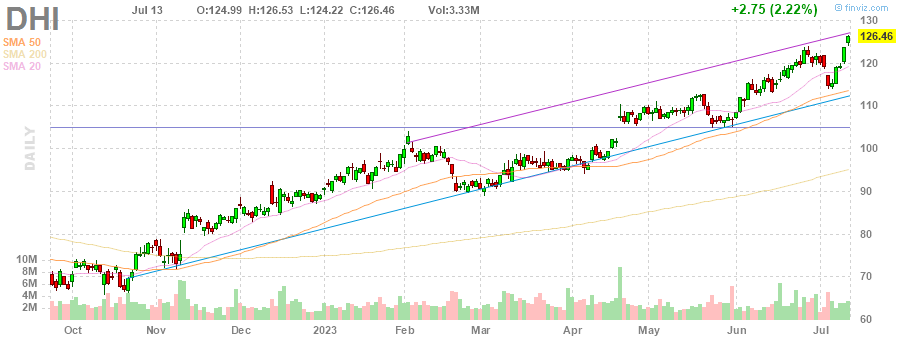 DHI
Jul 13 O:124.99 H:126.53 L:124.22 C:126.46 Vol:3.33M +2.75 (2.22%) © finviz.com
SMA 50
SMA 200
SMA 20
DAILY
130
126.46
120
110
100
90
80
70
60
10M
8M
6M
4M
2M
Oct Nov Dec 2023 Feb Mar Apr May Jun Jul